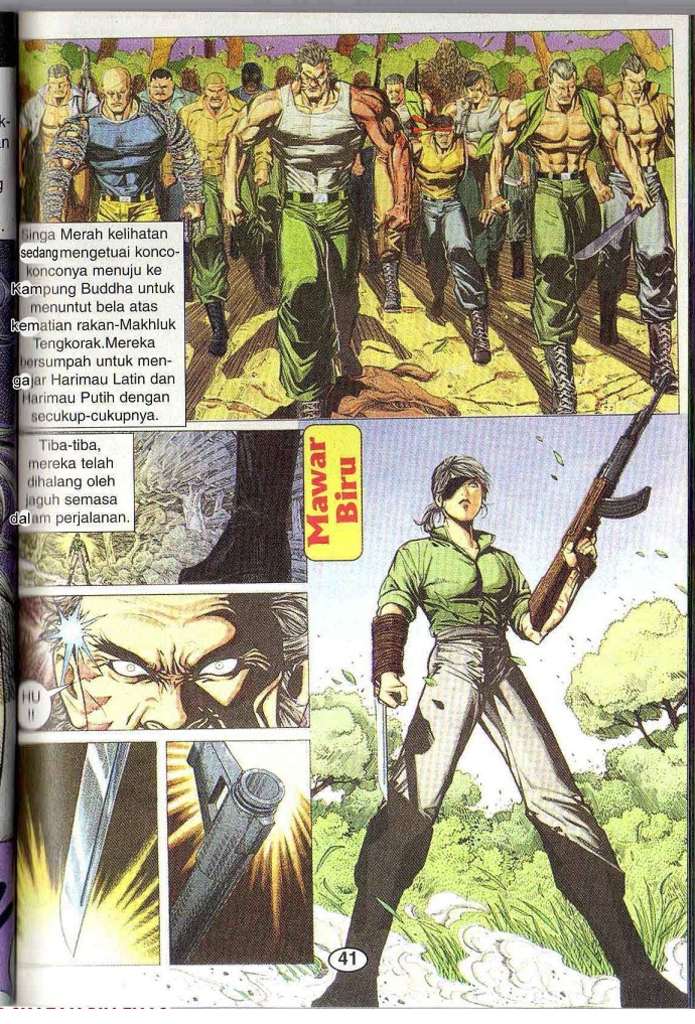 Singa Merah kelihatan
sedang mengetuai konco-
konconya menuju ke
Kampung Buddha untuk
menuntut bela atas
kematian rakan-Makhluk
Tengkorak.Mereka
bersumpah untuk men-
gajar Harimau Latin dan
Harimau Putih dengan
secukup-cukupnya.
Tiba-tiba,
mereka telah
dihalang oleh
jaguh semasa
dalam perjalanan.
Mawar
Biru
HU
!!
41